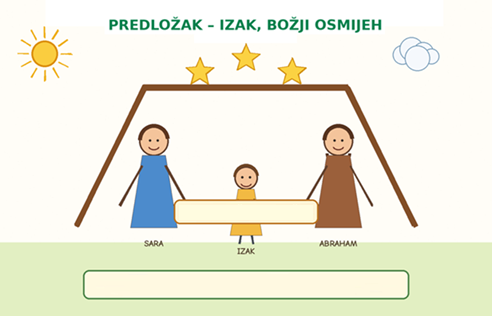 PREDLOŽAK – IZAK, BOŽJI OSMIJEH
SARA
IZAK
ABRAHAM